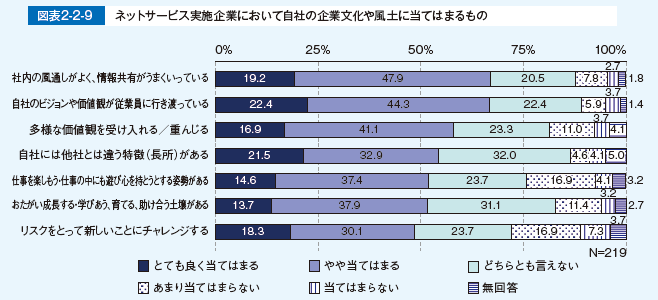 図表2-2-9 ネットサービス実施企業において自社の企業文化や風土に当てはまるもの
0% 25% 50% 75% 100%
2.7
社内の風通しがよく、情報共有がうまくいっている 19.2 47.9 20.5 7.8 1.8
3.7
自社のビジョンや価値観が従業員に行き渡っている 22.4 44.3 22.4 5.9 1.4
3.7
多様な価値観を受け入れる／重んじる 16.9 41.1 23.3 11.0 4.1
自社には他社とは違う特徴（長所）がある 21.5 32.9 32.0 4.6 4.1 5.0
仕事を楽しもう・仕事の中にも遊び心を持とうとする姿勢がある 14.6 37.4 23.7 16.9 4.1 3.2
3.2
おたがい成長する・学びあう、育てる、助け合う土壌がある 13.7 37.9 31.1 11.4 2.7
3.7
リスクをとって新しいことにチャレンジする 18.3 30.1 23.7 16.9 7.3
N=219
とても良く当てはまる やや当てはまる どちらとも言えない
あまり当てはまらない 当てはまらない 無回答